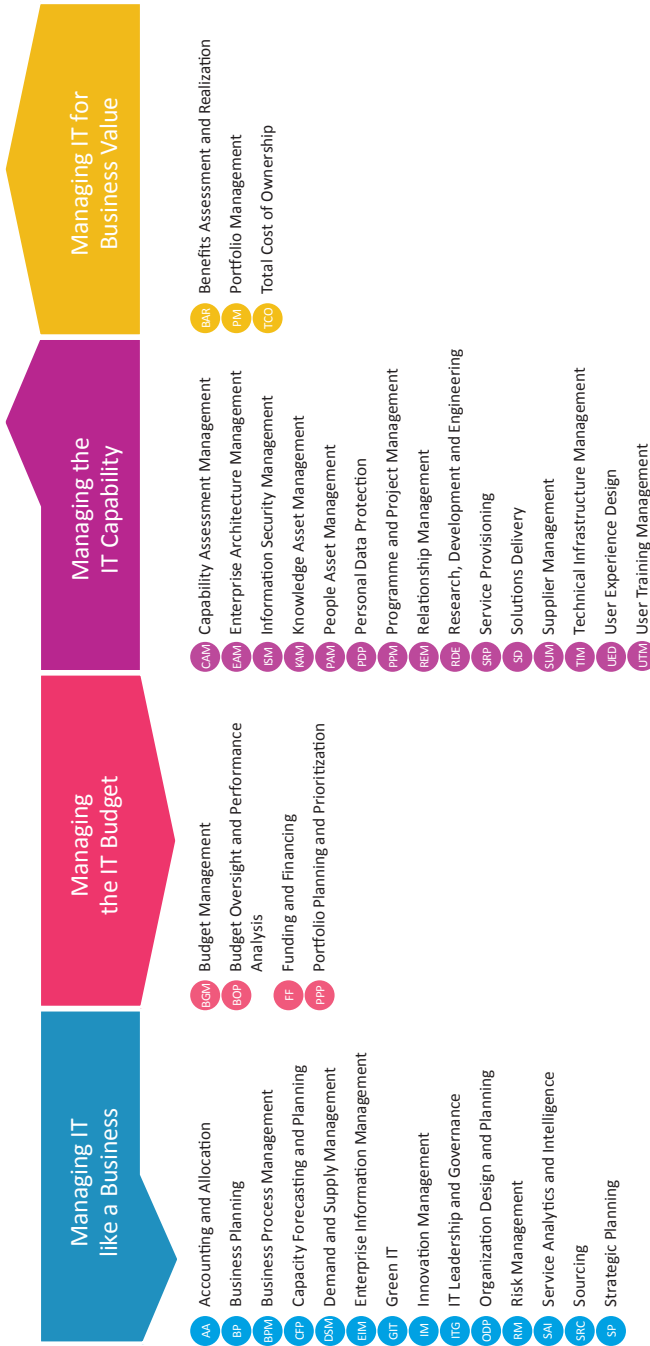 Managing IT
like a Business
AA Accounting and Allocation
BP Business Planning
BPM Business Process Management
CFP Capacity Forecasting and Planning
DSM Demand and Supply Management
EIM Enterprise Information Management
GIT Green IT
IM Innovation Management
ITG IT Leadership and Governance
ODP Organization Design and Planning
RM Risk Management
SAI Service Analytics and Intelligence
SRC Sourcing
SP Strategic Planning
Managing
the IT Budget
BGM Budget Management
BOP Budget Oversight and Performance
Analysis
FF Funding and Financing
PPP Portfolio Planning and Prioritization
Managing the
IT Capability
CAM Capability Assessment Management
EAM Enterprise Architecture Management
ISM Information Security Management
KAM Knowledge Asset Management
PAM People Asset Management
PDP Personal Data Protection
PPM Programme and Project Management
REM Relationship Management
RDE Research, Development and Engineering
SRP Service Provisioning
SD Solutions Delivery
SUM Supplier Management
TIM Technical Infrastructure Management
UED User Experience Design
UTM User Training Management
Managing IT for
Business Value
BAR Benefits Assessment and Realization
PM Portfolio Management
TCO Total Cost of Ownership